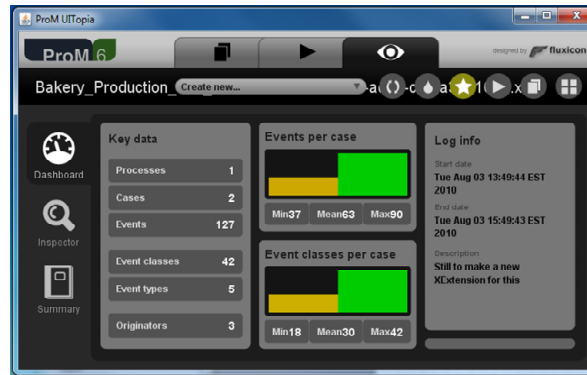 ProM UITopia
ProM 6
designed by fluxicon
Bakery_Production_
Create new...
Dashboard
Inspector
Summary
Key data
Processes 1
Cases 2
Events 127
Event classes 42
Event types 5
Originators 3
Events per case
Min37 Mean63 Max90
Event classes per case
Min18 Mean30 Max42
Log info
Start date
Tue Aug 03 13:49:44 EST
2010
End date
Tue Aug 03 15:49:43 EST
2010
Description
Still to make a new
XExtension for this